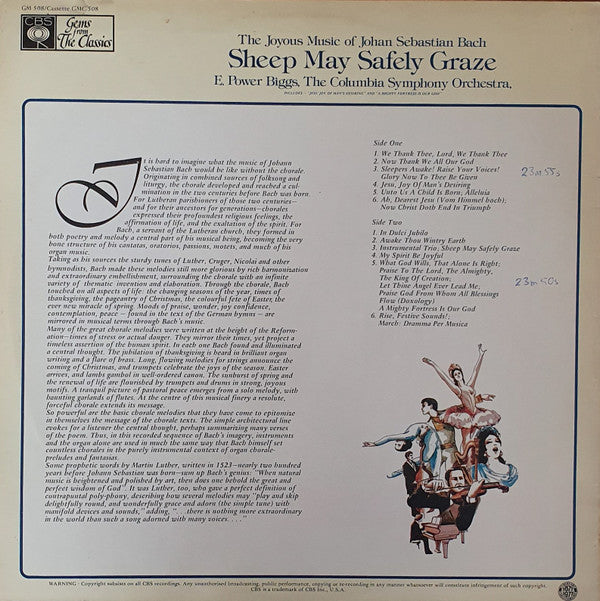 GM 508/Cassette GMC 508
CBS
Gems
from
The Classics
The Joyous Music of Johan Sebastian Bach
Sheep May Safely Graze
E. Power Biggs, The Columbia Symphony Orchestra,
INCLUDES - "JESU JOY OF MAN'S DESIRING" AND "A MIGHTY FORTRESS IS OUR GOD"
It is hard to imagine what the music of Johann
Sebastian Bach would be like without the chorale.
Originating in combined sources of folksong and
liturgy, the chorale developed and reached a cul-
mination in the two centuries before Bach was born.
For Lutheran parishioners of those two centuries—
and for their ancestors for generations—chorales
expressed their profoundest religious feelings, the
affirmation of life, and the exaltation of the spirit. For
Bach, a servant of the Lutheran church, they formed in
both poetry and melody a central part of his musical being, becoming the very
bone structure of his cantatas, oratorios, passions, motets, and much of his
organ music.
Taking as his sources the sturdy tunes of Luther, Cruger, Nicolai and other
hymnodists, Bach made these melodies still more glorious by rich harmonisation
and extraordinary embellishment, surrounding the chorale with an infinite
variety of thematic invention and elaboration. Through the chorale, Bach
touched on all aspects of life: the changing seasons of the year, times of
thanksgiving, the pageantry of Christmas, the colourful fete of Easter, the
ever new miracle of spring. Moods of praise, wonder, joy, confidence,
contemplation, peace — found in the text of the German hymns — are
mirrored in musical terms through Bach's music.
Many of the great chorale melodies were written at the height of the Reform-
ation—times of stress or actual danger. They mirror their times, yet project a
timeless assertion of the human spirit. In each one Bach found and illuminated
a central thought. The jubilation of thanksgiving is heard in brilliant organ
writing and a flare of brass. Long, flowing melodies for strings announce the
coming of Christmas, and trumpets celebrate the joys of the season. Easter
arrives, and lambs gambol in well-ordered canon. The sunburst of spring and
the renewal of life are flourished by trumpets and drums in strong, joyous
motifs. A tranquil picture of pastoral peace emerges from a solo melody, with
haunting garlands of flutes. At the centre of this musical finery a resolute,
forceful chorale extends its message.
So powerful are the basic chorale melodies that they have come to epitomise
in themselves the message of the chorale texts. The simple architectural line
evokes for a listener the central thought, perhaps summarising many verses
of the poem. Thus, in this recorded sequence of Bach's imagery, instruments
and the organ alone are used in much the same way that Bach himself set
countless chorales in the purely instrumental context of organ chorale-
preludes and fantasias.
Some prophetic words by Martin Luther, written in 1523—nearly two hundred
years before Johann Sebastian was born—sum up Bach's genius: "When natural
music is heightened and polished by art, then does one behold the great and
perfect wisdom of God". It was Luther, too, who gave a perfect definition of
contrapuntal poly-phony, describing how several melodies may "play and skip
delightfully round, and wonderfully grace and adorn (the simple tune) with
manifold devices and sounds," adding, ". . .there is nothing more extraordinary
in the world than such a song adorned with many voices. . . ."
Side One
1. We Thank Thee, Lord, We Thank Thee
2. Now Thank We All Our God
3. Sleepers Awake! Raise Your Voices!
Glory Now To Thee Be Given
4. Jesu, Joy Of Man's Desiring
5. Unto Us A Child Is Born, Alleluia
6. Ah, Dearest Jesu (Vom Himmel hoch);
Now Christ Doth End In Triumph
23m 55s
Side Two
1. In Dulci Jubilo
2. Awake Thou Wintry Earth
3. Instrumental Trio, Sheep May Safely Graze
4. My Spirit Be Joyful
5. What God Wills, That Alone Is Right;
Praise To The Lord, The Almighty,
The King Of Creation
Let Thine Angel Ever Lead Me,
Praise God From Whom All Blessings
Flow (Doxology)
A Mighty Fortress Is Our God
6. Rise, Festive Sounds!;
March: Dramma Per Musica
23m 50s
WARNING - Copyright subsists on all CBS recordings. Any unauthorised broadcasting, public performance, copying or re-recording in any manner whatsoever will constitute infringement of such copyright.
CBS is a trademark of CBS Inc., U.S.A.